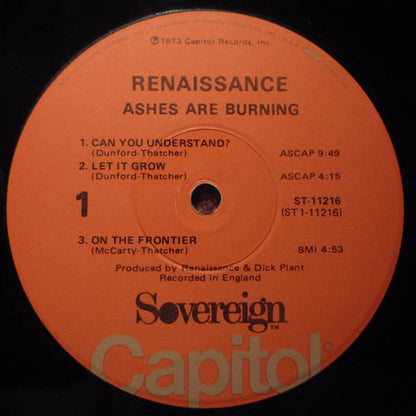 ℗1973 Capitol Records, Inc.
RENAISSANCE
ASHES ARE BURNING
1. CAN YOU UNDERSTAND?
(Dunford-Thatcher) ASCAP 9:49
2. LET IT GROW
(Dunford-Thatcher) ASCAP 4:15
1 ST-11216
(ST 1-11216)
3. ON THE FRONTIER
(McCarty-Thatcher) BMI 4:53
Produced by Renaissance & Dick Plant
Recorded in England
Sovereign™
Capitol®